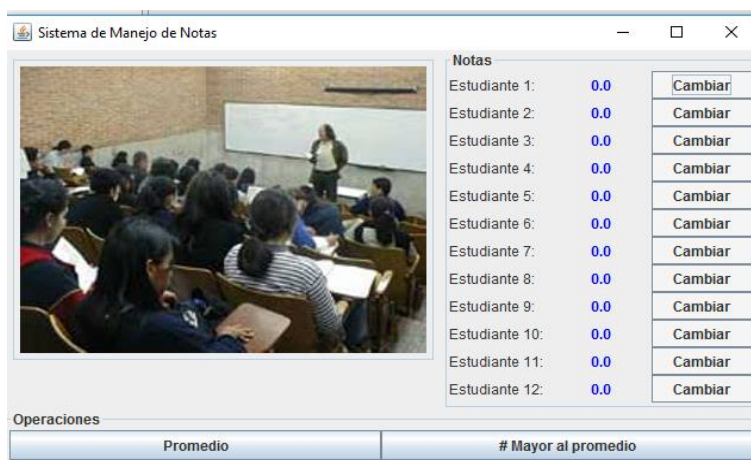 Sistema de Manejo de Notas
Notas
Estudiante 1: 0.0 Cambiar
Estudiante 2: 0.0 Cambiar
Estudiante 3: 0.0 Cambiar
Estudiante 4: 0.0 Cambiar
Estudiante 5: 0.0 Cambiar
Estudiante 6: 0.0 Cambiar
Estudiante 7: 0.0 Cambiar
Estudiante 8: 0.0 Cambiar
Estudiante 9: 0.0 Cambiar
Estudiante 10: 0.0 Cambiar
Estudiante 11: 0.0 Cambiar
Estudiante 12: 0.0 Cambiar
Operaciones
Promedio # Mayor al promedio